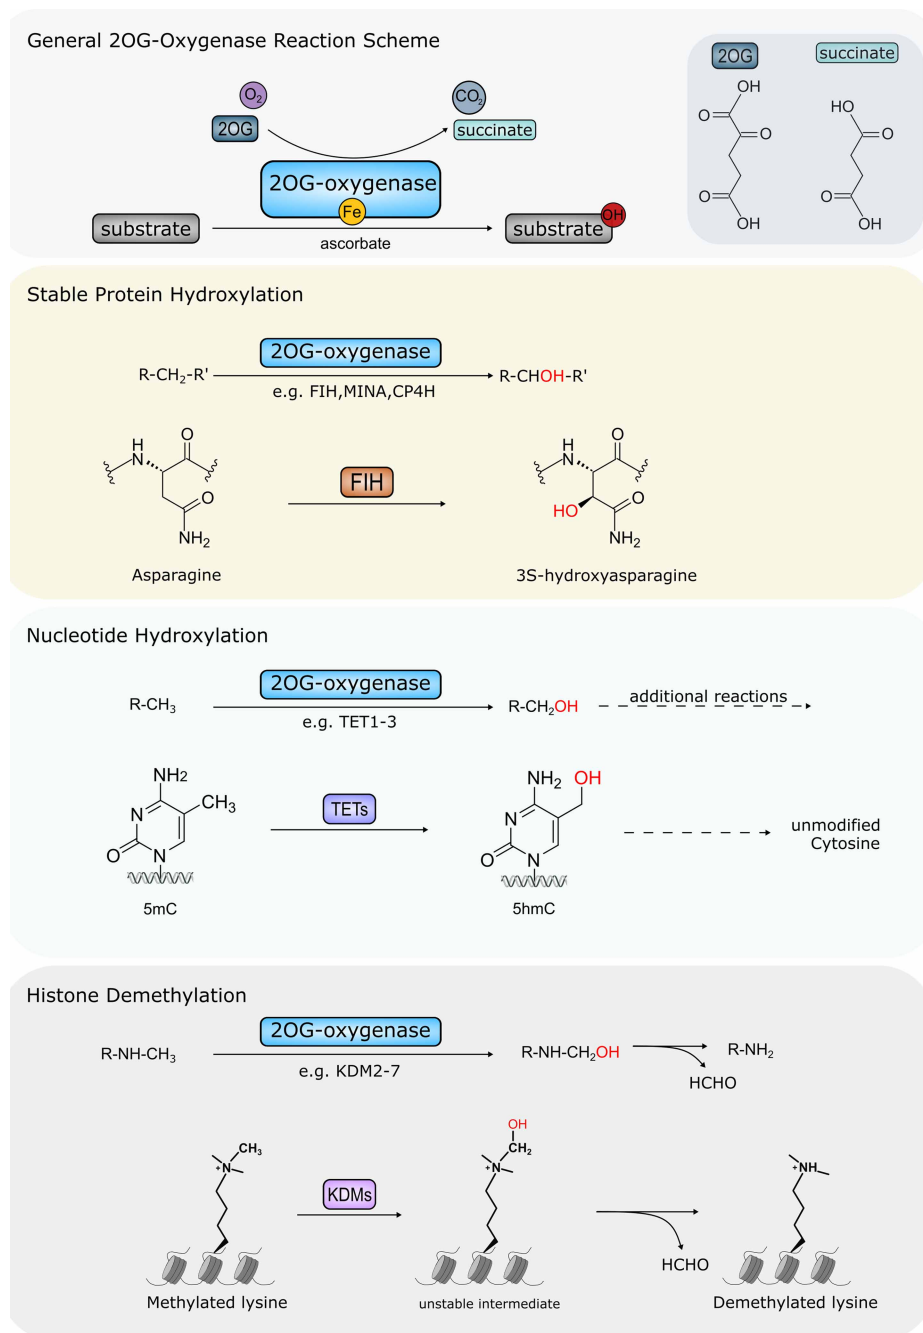 General 2OG-Oxygenase Reaction Scheme
2OG
succinate
O₂
CO₂
2OG
succinate
2OG-oxygenase
Fe
substrate
ascorbate
substrate
OH
OH
O
O
O
OH
HO
O
O
OH
Stable Protein Hydroxylation
2OG-oxygenase
R-CH₂-R'
R-CHOH-R'
e.g. FIH,MINA,CP4H
H
N
O
O
NH₂
FIH
H
N
O
HO
O
NH₂
Asparagine
3S-hydroxyasparagine
Nucleotide Hydroxylation
2OG-oxygenase
R-CH₃
R-CH₂OH
additional reactions
e.g. TET1-3
NH2
CH₃
N
O
N
TETs
NH₂
OH
N
O
N
unmodified
Cytosine
5mC
5hmC
Histone Demethylation
2OG-oxygenase
R-NH-CH₃
R-NH-CH₂OH
R-NH₂
e.g. KDM2-7
HCHO
CH₃
+N
KDMs
OH
CH₂
+N
+NH
HCHO
Methylated lysine
unstable intermediate
Demethylated lysine